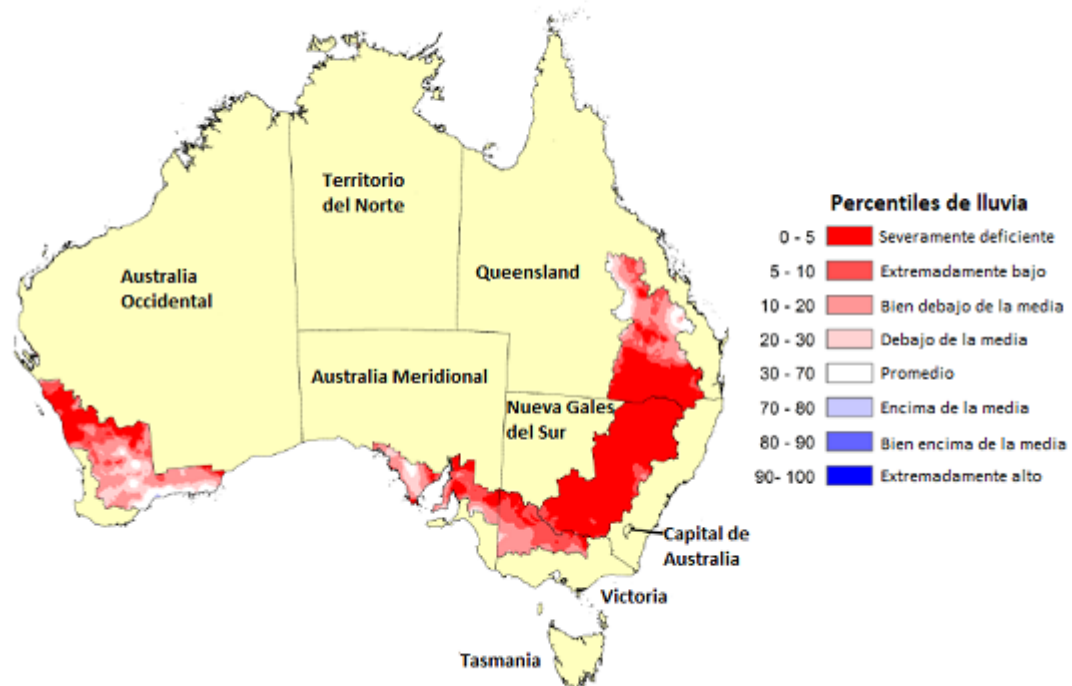 Territorio
del Norte
Australia
Occidental
Queensland
Australia Meridional
Nueva Gales
del Sur
Capital de
Australia
Victoria
Tasmania
Percentiles de lluvia
0 - 5 Severamente deficiente
5 - 10 Extremadamente bajo
10 - 20 Bien debajo de la media
20 - 30 Debajo de la media
30 - 70 Promedio
70 - 80 Encima de la media
80 - 90 Bien encima de la media
90- 100 Extremadamente alto